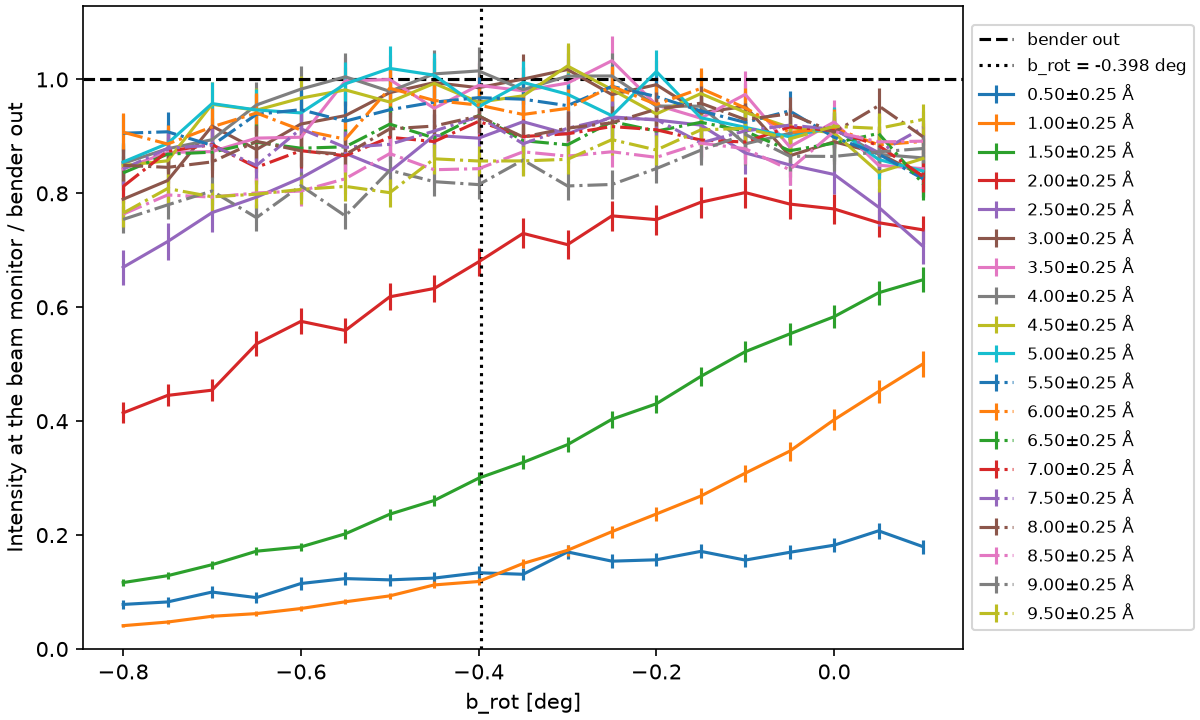 Intensity at the beam monitor / bender out
1.0
0.8
0.6
0.4
0.2
0.0
−0.8
−0.6
−0.4
−0.2
0.0
b_rot [deg]
bender out
b_rot = -0.398 deg
0.50±0.25 Å
1.00±0.25 Å
1.50±0.25 Å
2.00±0.25 Å
2.50±0.25 Å
3.00±0.25 Å
3.50±0.25 Å
4.00±0.25 Å
4.50±0.25 Å
5.00±0.25 Å
5.50±0.25 Å
6.00±0.25 Å
6.50±0.25 Å
7.00±0.25 Å
7.50±0.25 Å
8.00±0.25 Å
8.50±0.25 Å
9.00±0.25 Å
9.50±0.25 Å